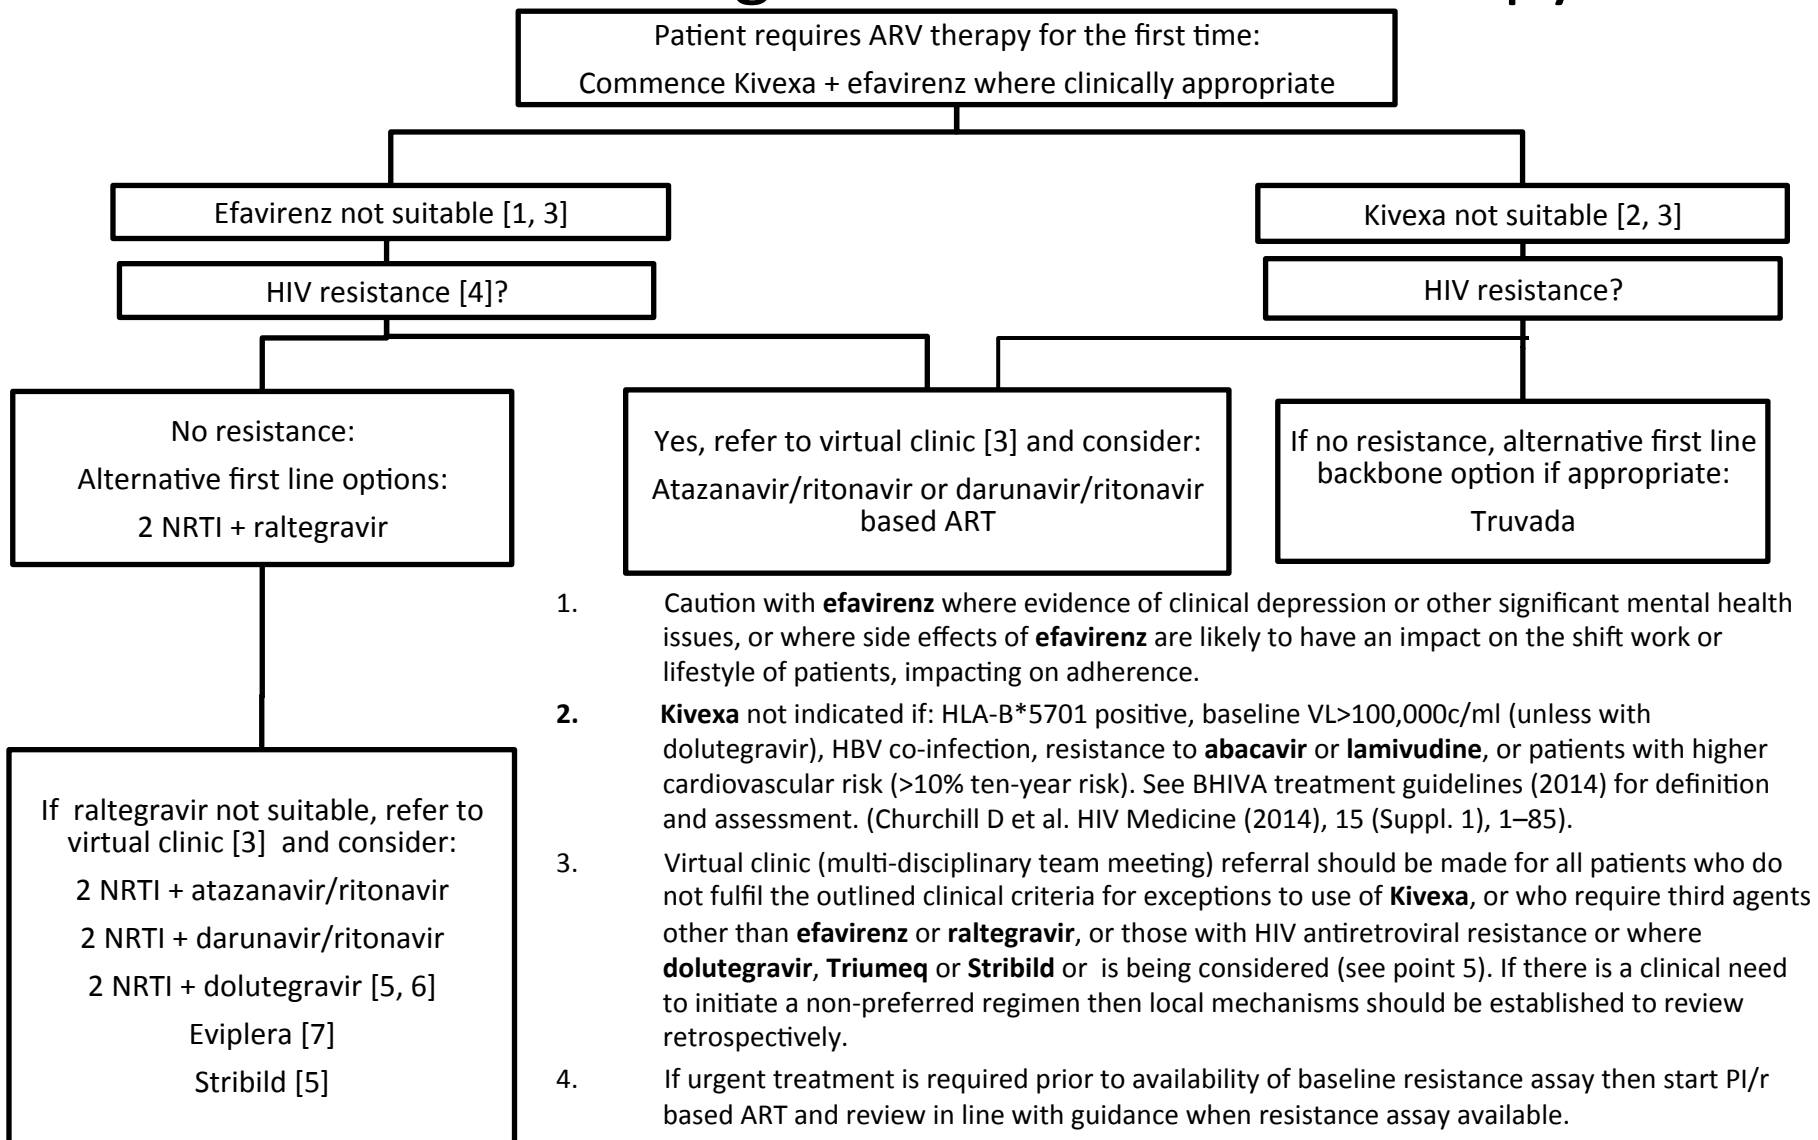 Patient requires ARV therapy for the first time:
Commence Kivexa + efavirenz where clinically appropriate
Efavirenz not suitable [1, 3]
Kivexa not suitable [2, 3]
HIV resistance [4]?
HIV resistance?
No resistance:
Alternative first line options:
2 NRTI + raltegravir
Yes, refer to virtual clinic [3] and consider:
Atazanavir/ritonavir or darunavir/ritonavir
based ART
If no resistance, alternative first line
backbone option if appropriate:
Truvada
If raltegravir not suitable, refer to
virtual clinic [3] and consider:
2 NRTI + atazanavir/ritonavir
2 NRTI + darunavir/ritonavir
2 NRTI + dolutegravir [5, 6]
Eviplera [7]
Stribild [5]
1. Caution with efavirenz where evidence of clinical depression or other significant mental health
issues, or where side effects of efavirenz are likely to have an impact on the shift work or
lifestyle of patients, impacting on adherence.
2. Kivexa not indicated if: HLA-B*5701 positive, baseline VL>100,000c/ml (unless with
dolutegravir), HBV co-infection, resistance to abacavir or lamivudine, or patients with higher
cardiovascular risk (>10% ten-year risk). See BHIVA treatment guidelines (2014) for definition
and assessment. (Churchill D et al. HIV Medicine (2014), 15 (Suppl. 1), 1–85).
3. Virtual clinic (multi-disciplinary team meeting) referral should be made for all patients who do
not fulfil the outlined clinical criteria for exceptions to use of Kivexa, or who require third agents
other than efavirenz or raltegravir, or those with HIV antiretroviral resistance or where
dolutegravir, Triumeq or Stribild or is being considered (see point 5). If there is a clinical need
to initiate a non-preferred regimen then local mechanisms should be established to review
retrospectively.
4. If urgent treatment is required prior to availability of baseline resistance assay then start PI/r
based ART and review in line with guidance when resistance assay available.